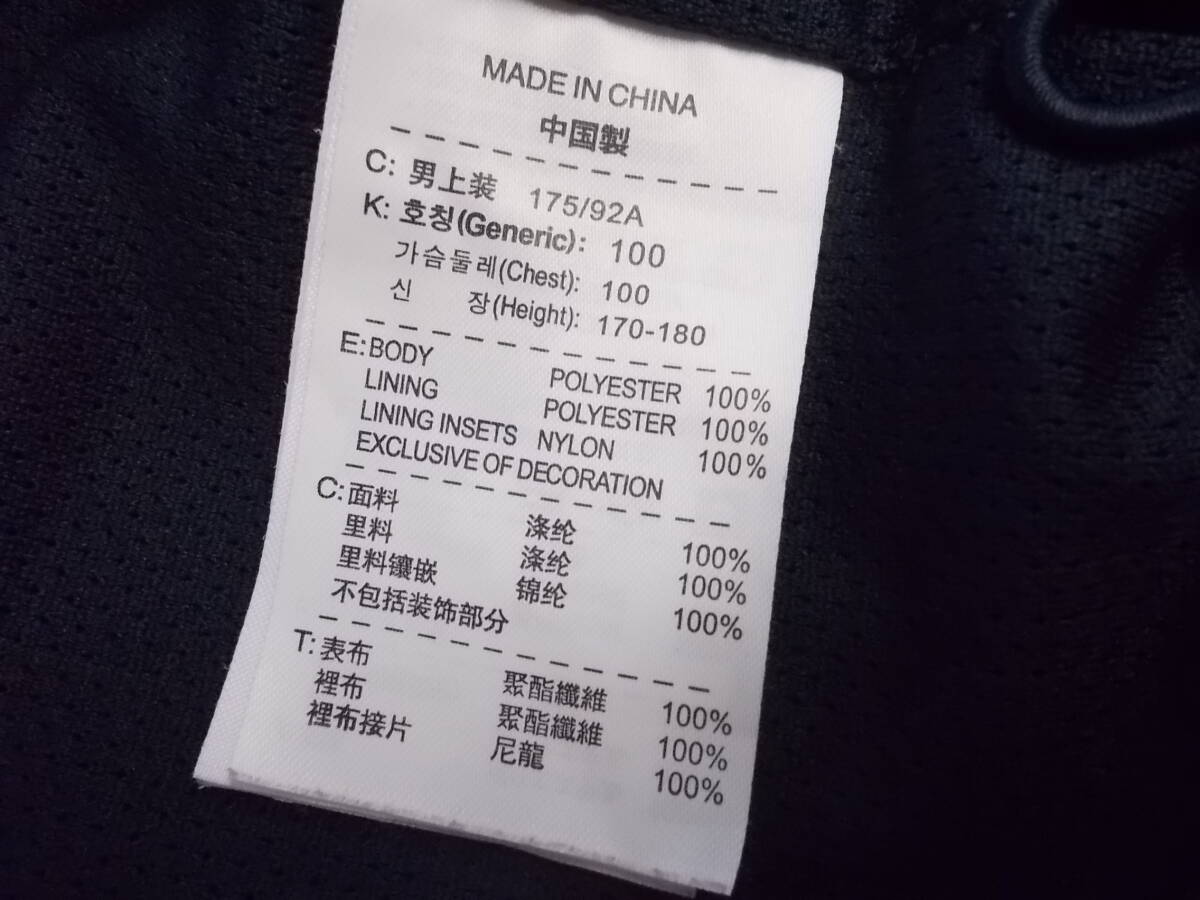 MADE IN CHINA
中国製
C: 男上装 175/92A
K: 호칭(Generic): 100
가슴둘레(Chest): 100
신 장(Height): 170-180
E:BODY POLYESTER 100%
LINING POLYESTER 100%
LINING INSETS NYLON 100%
EXCLUSIVE OF DECORATION
C:面料 涤纶 100%
里料 涤纶 100%
里料镶嵌 锦纶 100%
不包括装饰部分
T:表布 聚酯纖維 100%
裡布 聚酯纖維 100%
裡布接片 尼龍 100%